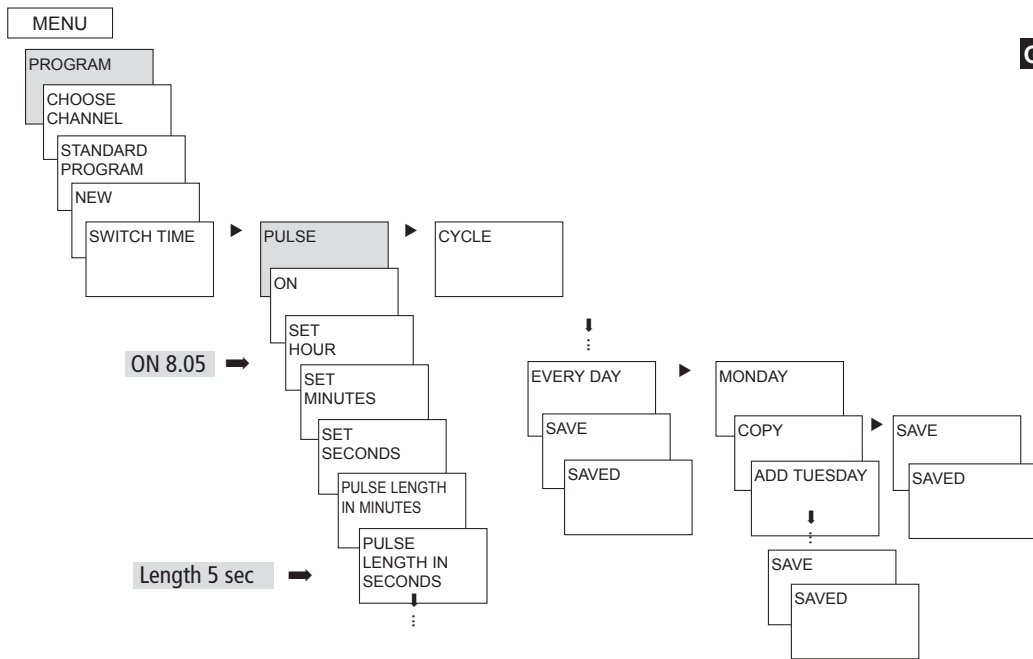 MENU
PROGRAM
CHOOSE
CHANNEL
STANDARD
PROGRAM
NEW
SWITCH TIME
PULSE
CYCLE
ON
SET
HOUR
ON 8.05
SET
MINUTES
SET
SECONDS
PULSE LENGTH
IN MINUTES
PULSE
LENGTH IN
SECONDS
Length 5 sec
EVERY DAY
SAVE
SAVED
MONDAY
COPY
ADD TUESDAY
SAVE
SAVED
SAVE
SAVED